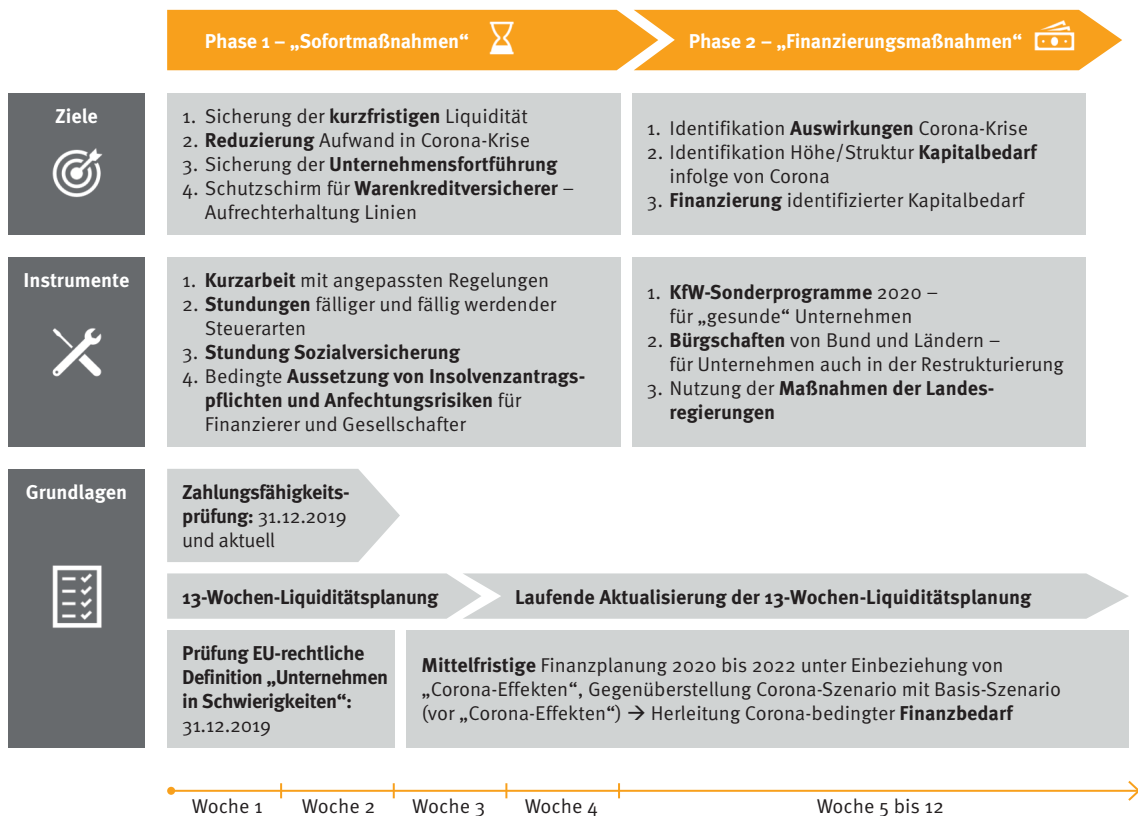 Phase 1 – „Sofortmaßnahmen“
Phase 2 – „Finanzierungsmaßnahmen“
Ziele
1. Sicherung der kurzfristigen Liquidität
2. Reduzierung Aufwand in Corona-Krise
3. Sicherung der Unternehmensfortführung
4. Schutzschirm für Warenkreditversicherer –
Aufrechterhaltung Linien
1. Identifikation Auswirkungen Corona-Krise
2. Identifikation Höhe/Struktur Kapitalbedarf
infolge von Corona
3. Finanzierung identifizierter Kapitalbedarf
Instrumente
1. Kurzarbeit mit angepassten Regelungen
2. Stundungen fälliger und fällig werdender
Steuerarten
3. Stundung Sozialversicherung
4. Bedingte Aussetzung von Insolvenzantrags-
pflichten und Anfechtungsrisiken für
Finanzierer und Gesellschafter
1. KfW-Sonderprogramme 2020 –
für „gesunde“ Unternehmen
2. Bürgschaften von Bund und Ländern –
für Unternehmen auch in der Restrukturierung
3. Nutzung der Maßnahmen der Landes-
regierungen
Grundlagen
Zahlungsfähigkeits-
prüfung: 31.12.2019
und aktuell
13-Wochen-Liquiditätsplanung
Laufende Aktualisierung der 13-Wochen-Liquiditätsplanung
Prüfung EU-rechtliche
Definition „Unternehmen
in Schwierigkeiten“:
31.12.2019
Mittelfristige Finanzplanung 2020 bis 2022 unter Einbeziehung von
„Corona-Effekten“, Gegenüberstellung Corona-Szenario mit Basis-Szenario
(vor „Corona-Effekten“) → Herleitung Corona-bedingter Finanzbedarf
Woche 1
Woche 2
Woche 3
Woche 4
Woche 5 bis 12